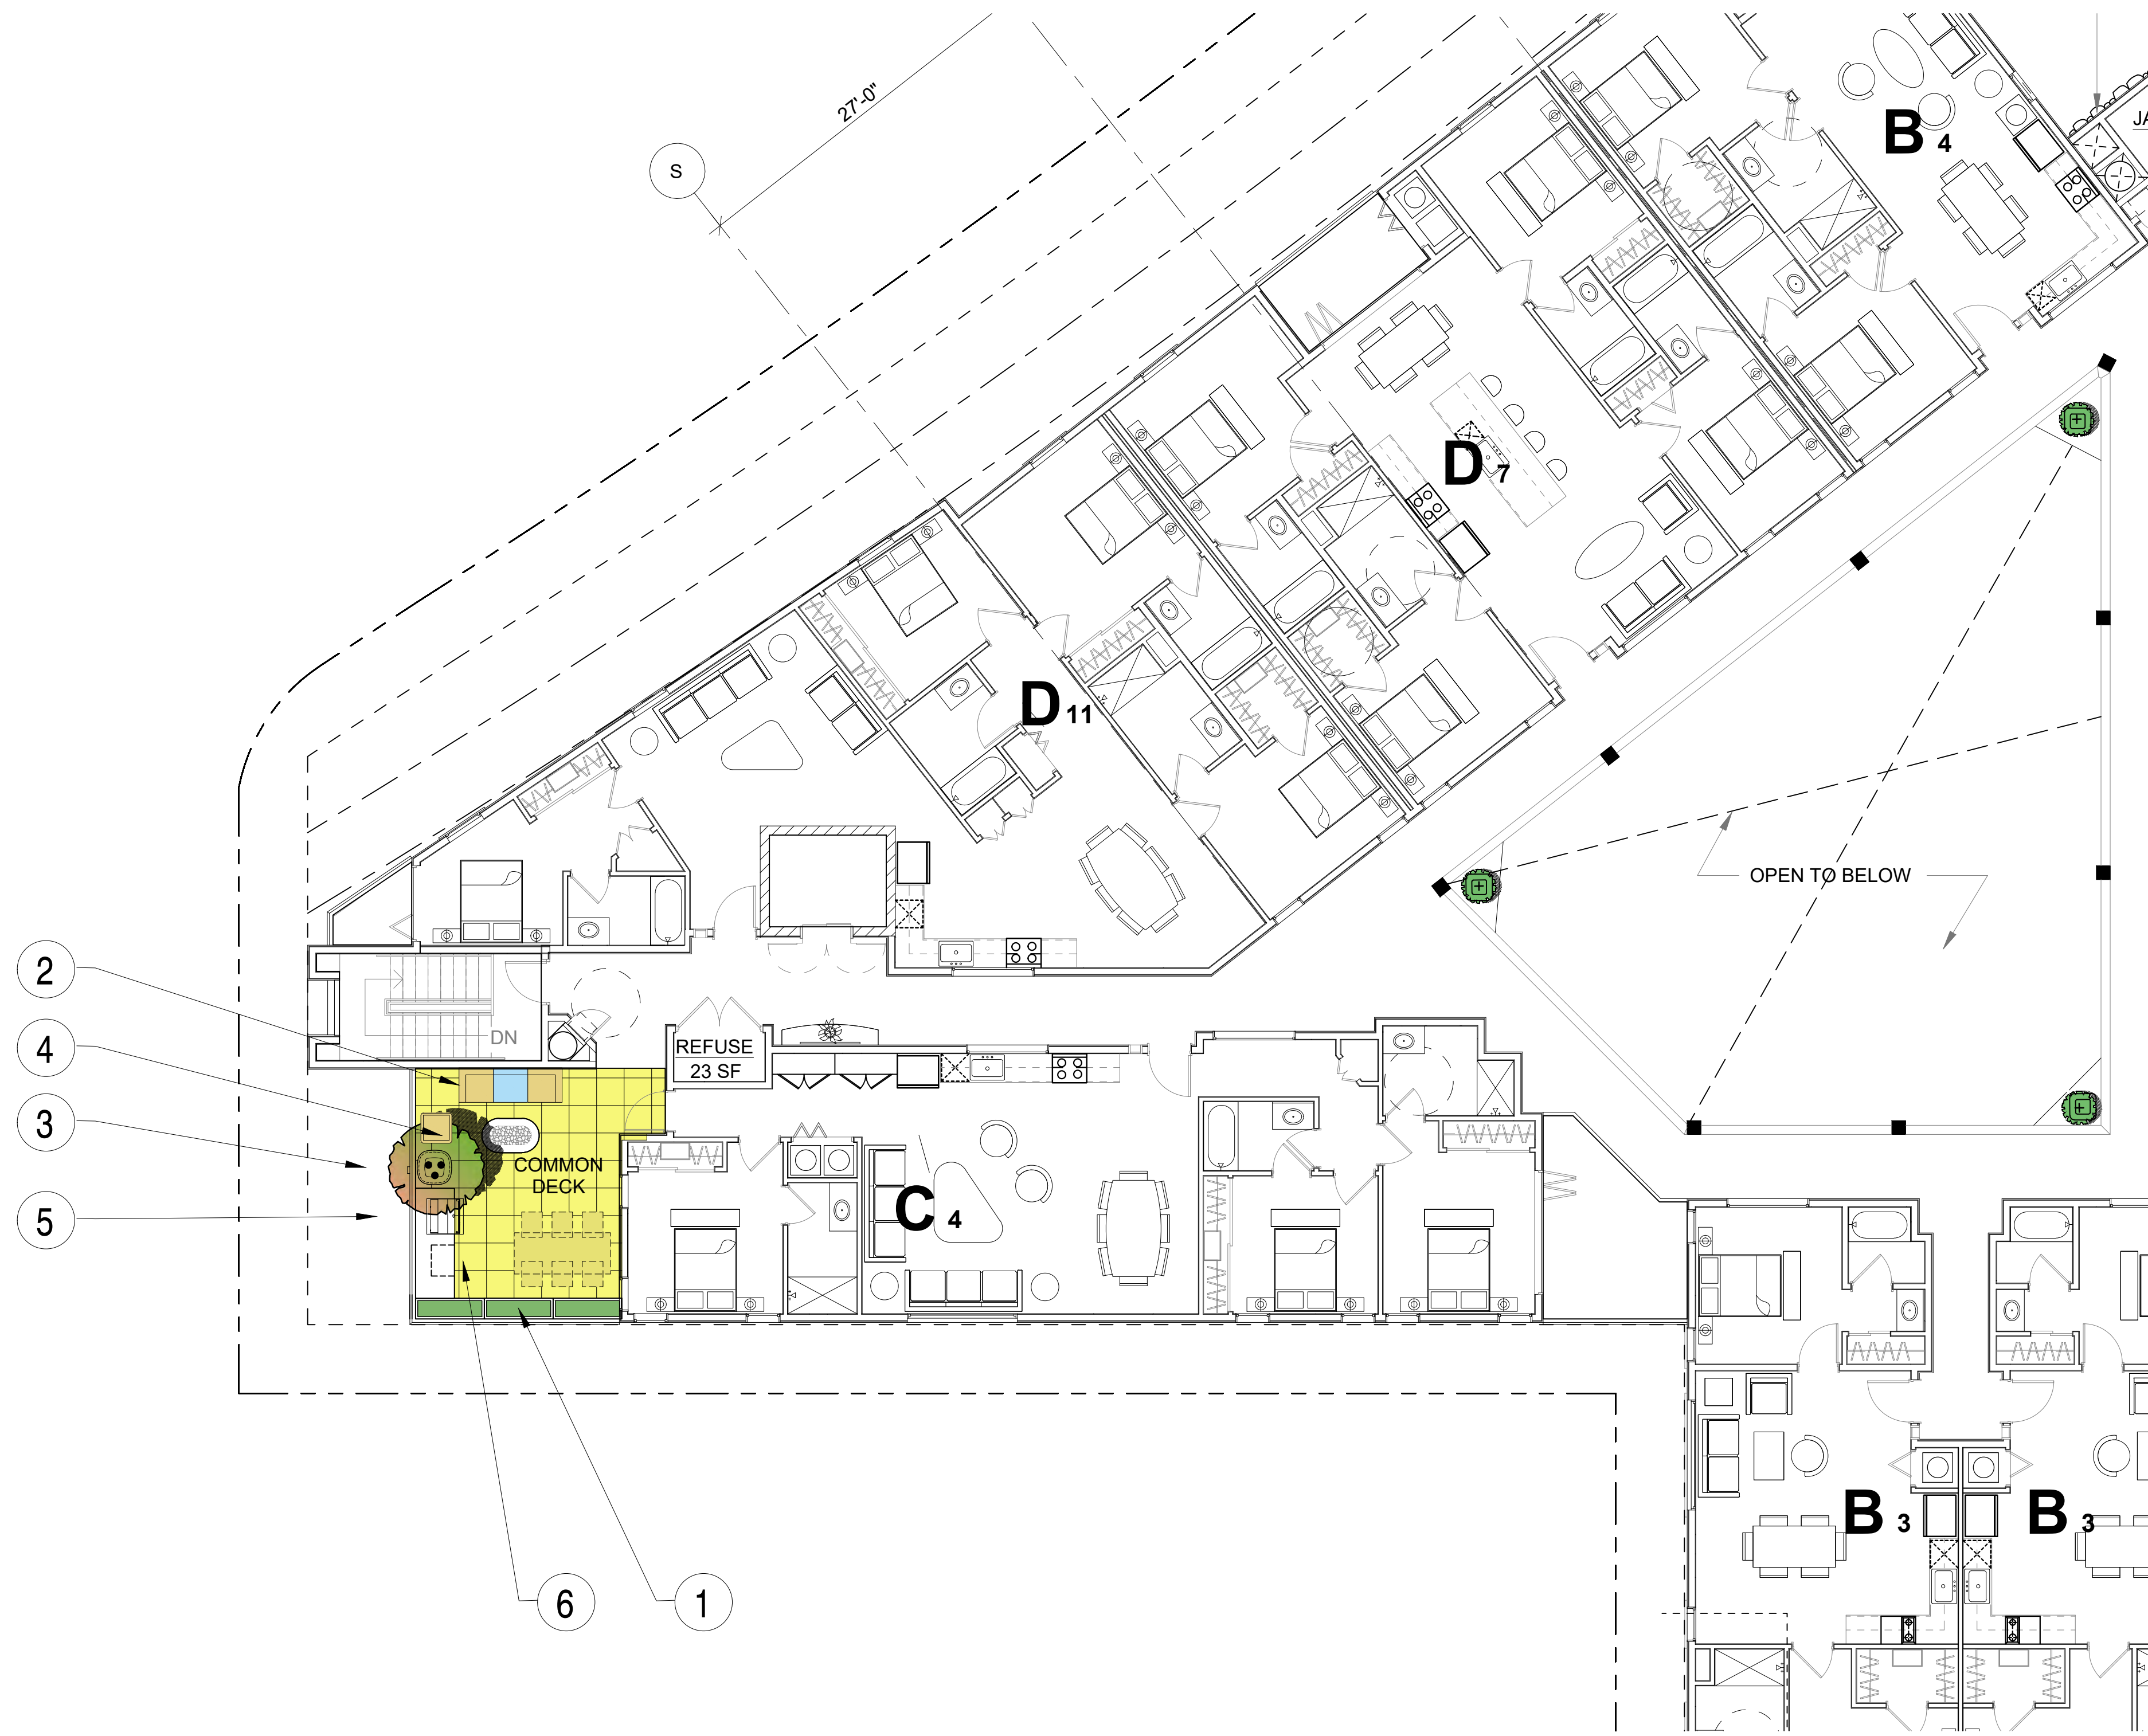 27'-0"
S
B 4
JA
D 7
D 11
OPEN TO BELOW
2
4
3
5
DN
REFUSE
23 SF
COMMON
DECK
C 4
B 3
B 3
6
1